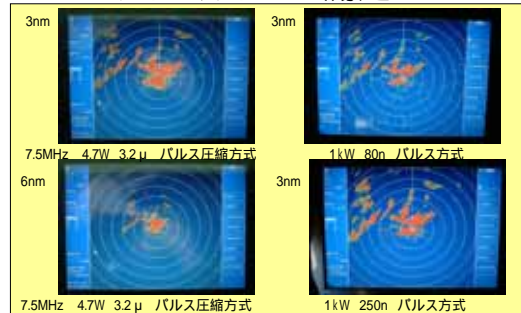 3nm 3nm
7.5MHz 4.7W 3.2μ パルス圧縮方式 1kW 80n パルス方式
6nm 3nm
7.5MHz 4.7W 3.2μ パルス圧縮方式 1kW 250n パルス方式